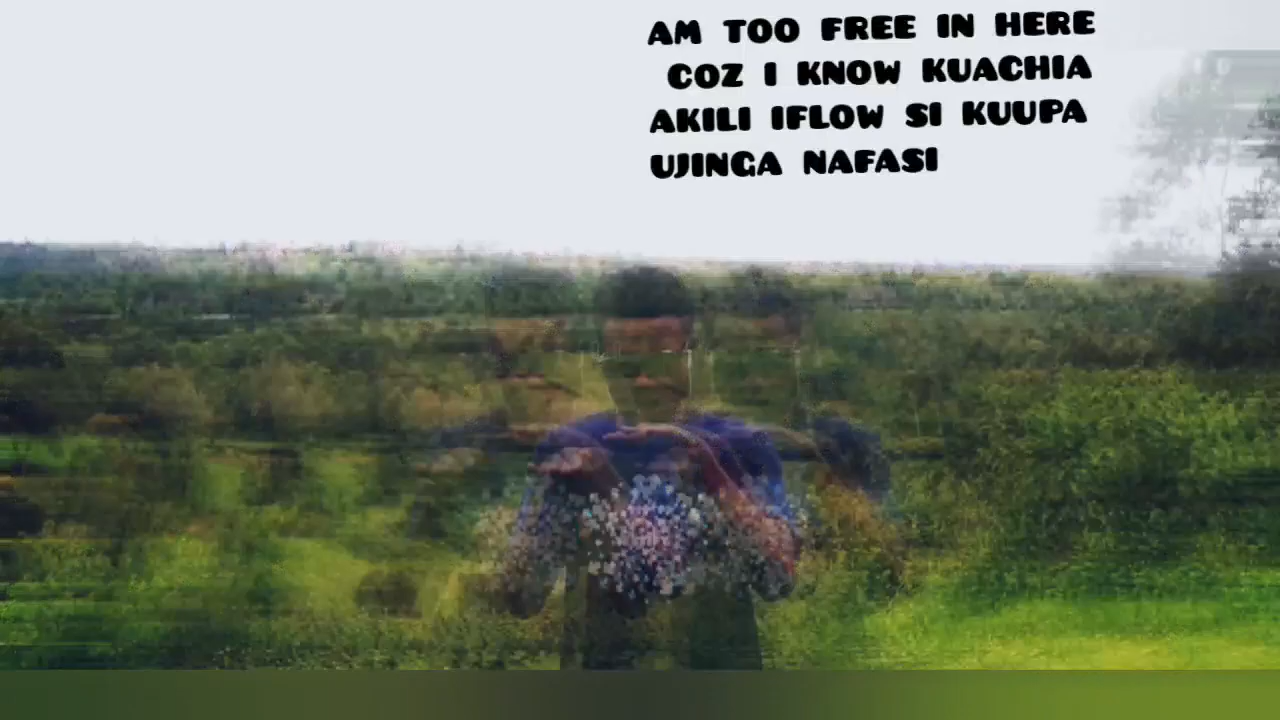 AM TOO FREE IN HERE
COZ I KNOW KUACHIA
AKILI IFLOW SI KUUPA
UJINGA NAFASI